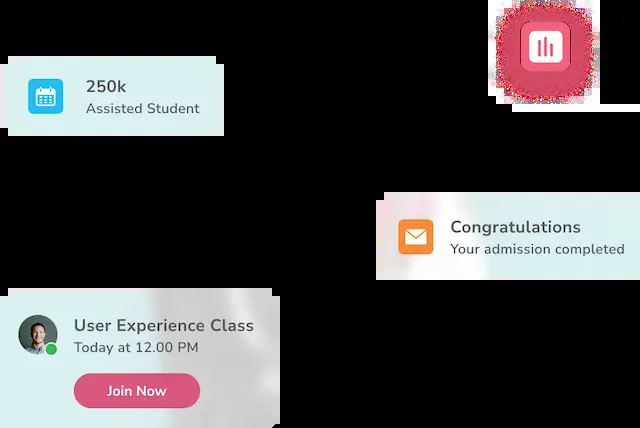 250k
Assisted Student
Congratulations
Your admission completed
User Experience Class
Today at 12.00 PM
Join Now